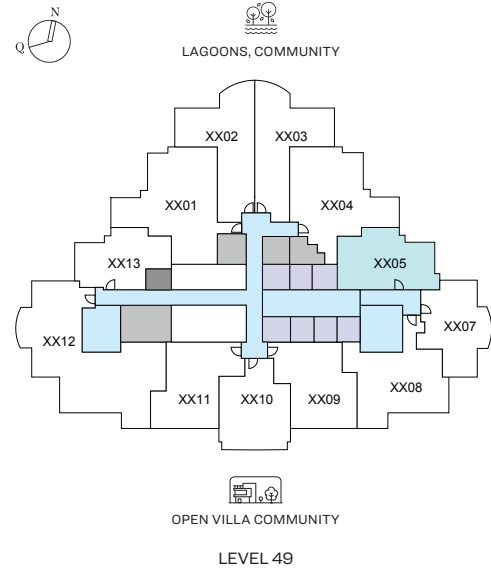 N
Q
LAGOONS, COMMUNITY
XX02 XX03
XX01 XX04
XX13 XX05
XX12 XX07
XX08
XX11 XX10 XX09
OPEN VILLA COMMUNITY
LEVEL 49